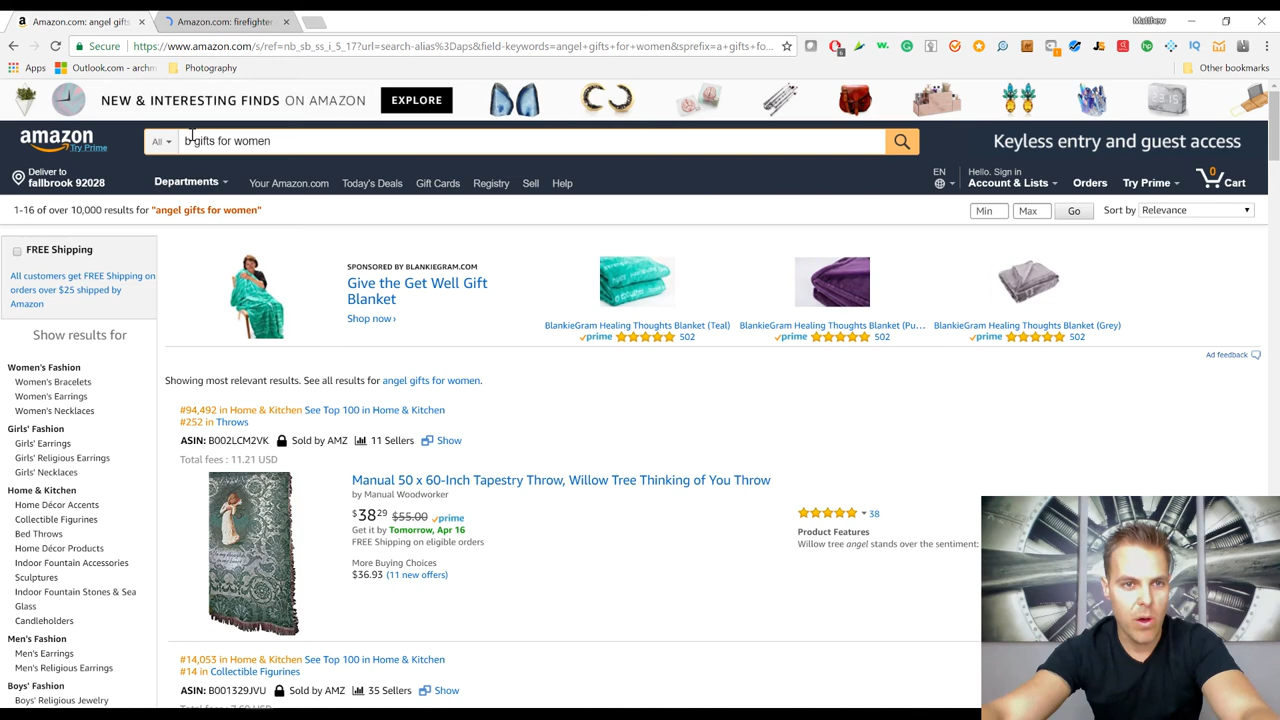 Amazon.com: angel gifts
Amazon.com: firefighter
Matthew
Secure
https://www.amazon.com/s/ref=nb_sb_ss_i_5_17?url=search-alias%3Daps&field-keywords=angel+gifts+for+women&sprefix=a+gifts+fo...
Apps
Outlook.com - archm
Photography
Other bookmarks
NEW & INTERESTING FINDS ON AMAZON
EXPLORE
amazon
Try Prime
All
b gifts for women
Keyless entry and guest access
Deliver to
fallbrook 92028
Departments
Your Amazon.com
Today's Deals
Gift Cards
Registry
Sell
Help
EN
Hello. Sign in
Account & Lists
Orders
Try Prime
0
Cart
1-16 of over 10,000 results for "angel gifts for women"
Min
Max
Go
Sort by
Relevance
FREE Shipping
All customers get FREE Shipping on
orders over $25 shipped by
Amazon
Show results for
Women's Fashion
Women's Bracelets
Women's Earrings
Women's Necklaces
Girls' Fashion
Girls' Earrings
Girls' Religious Earrings
Girls' Necklaces
Home & Kitchen
Home Décor Accents
Collectible Figurines
Bed Throws
Home Décor Products
Indoor Fountain Accessories
Sculptures
Indoor Fountain Stones & Sea
Glass
Candleholders
Men's Fashion
Men's Earrings
Men's Religious Earrings
Boys' Fashion
Boys' Religious Jewelry
SPONSORED BY BLANKIEGRAM.COM
Give the Get Well Gift
Blanket
Shop now ›
BlankieGram Healing Thoughts Blanket (Teal)
prime 502
BlankieGram Healing Thoughts Blanket (Pu...
prime 502
BlankieGram Healing Thoughts Blanket (Grey)
prime 502
Ad feedback
Showing most relevant results. See all results for angel gifts for women.
#94,492 in Home & Kitchen See Top 100 in Home & Kitchen
#252 in Throws
ASIN: B002LCM2VK Sold by AMZ 11 Sellers Show
Total fees : 11.21 USD
Manual 50 x 60-Inch Tapestry Throw, Willow Tree Thinking of You Throw
by Manual Woodworker
$38 29 $55.00 prime
Get it by Tomorrow, Apr 16
FREE Shipping on eligible orders
More Buying Choices
$36.93 (11 new offers)
38
Product Features
Willow tree angel stands over the sentiment:
#14,053 in Home & Kitchen See Top 100 in Home & Kitchen
#14 in Collectible Figurines
ASIN: B001329JVU Sold by AMZ 35 Sellers Show